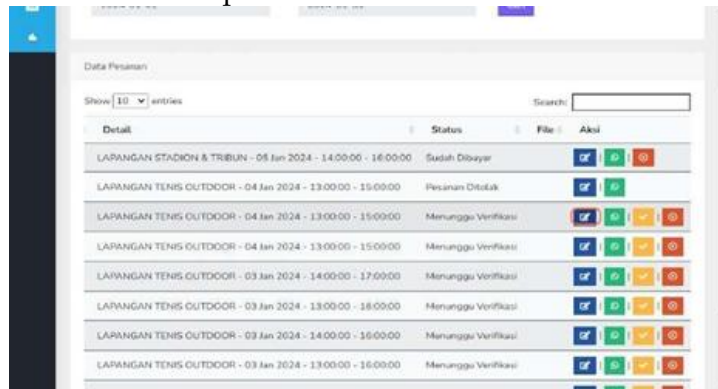 Data Pesanan
Show 10 entries Search:
Detail Status File Aksi
LAPANGAN STADION & TRIBUN - 05 Jan 2024 - 14:00:00 - 16:00:00 Sudah Dibayar
LAPANGAN TENIS OUTDOOR - 04 Jan 2024 - 13:00:00 - 15:00:00 Pesanan Ditolak
LAPANGAN TENIS OUTDOOR - 04 Jan 2024 - 13:00:00 - 15:00:00 Menunggu Verifikasi
LAPANGAN TENIS OUTDOOR - 04 Jan 2024 - 13:00:00 - 15:00:00 Menunggu Verifikasi
LAPANGAN TENIS OUTDOOR - 03 Jan 2024 - 14:00:00 - 17:00:00 Menunggu Verifikasi
LAPANGAN TENIS OUTDOOR - 03 Jan 2024 - 13:00:00 - 18:00:00 Menunggu Verifikasi
LAPANGAN TENIS OUTDOOR - 03 Jan 2024 - 14:00:00 - 16:00:00 Menunggu Verifikasi
LAPANGAN TENIS OUTDOOR - 03 Jan 2024 - 13:00:00 - 16:00:00 Menunggu Verifikasi